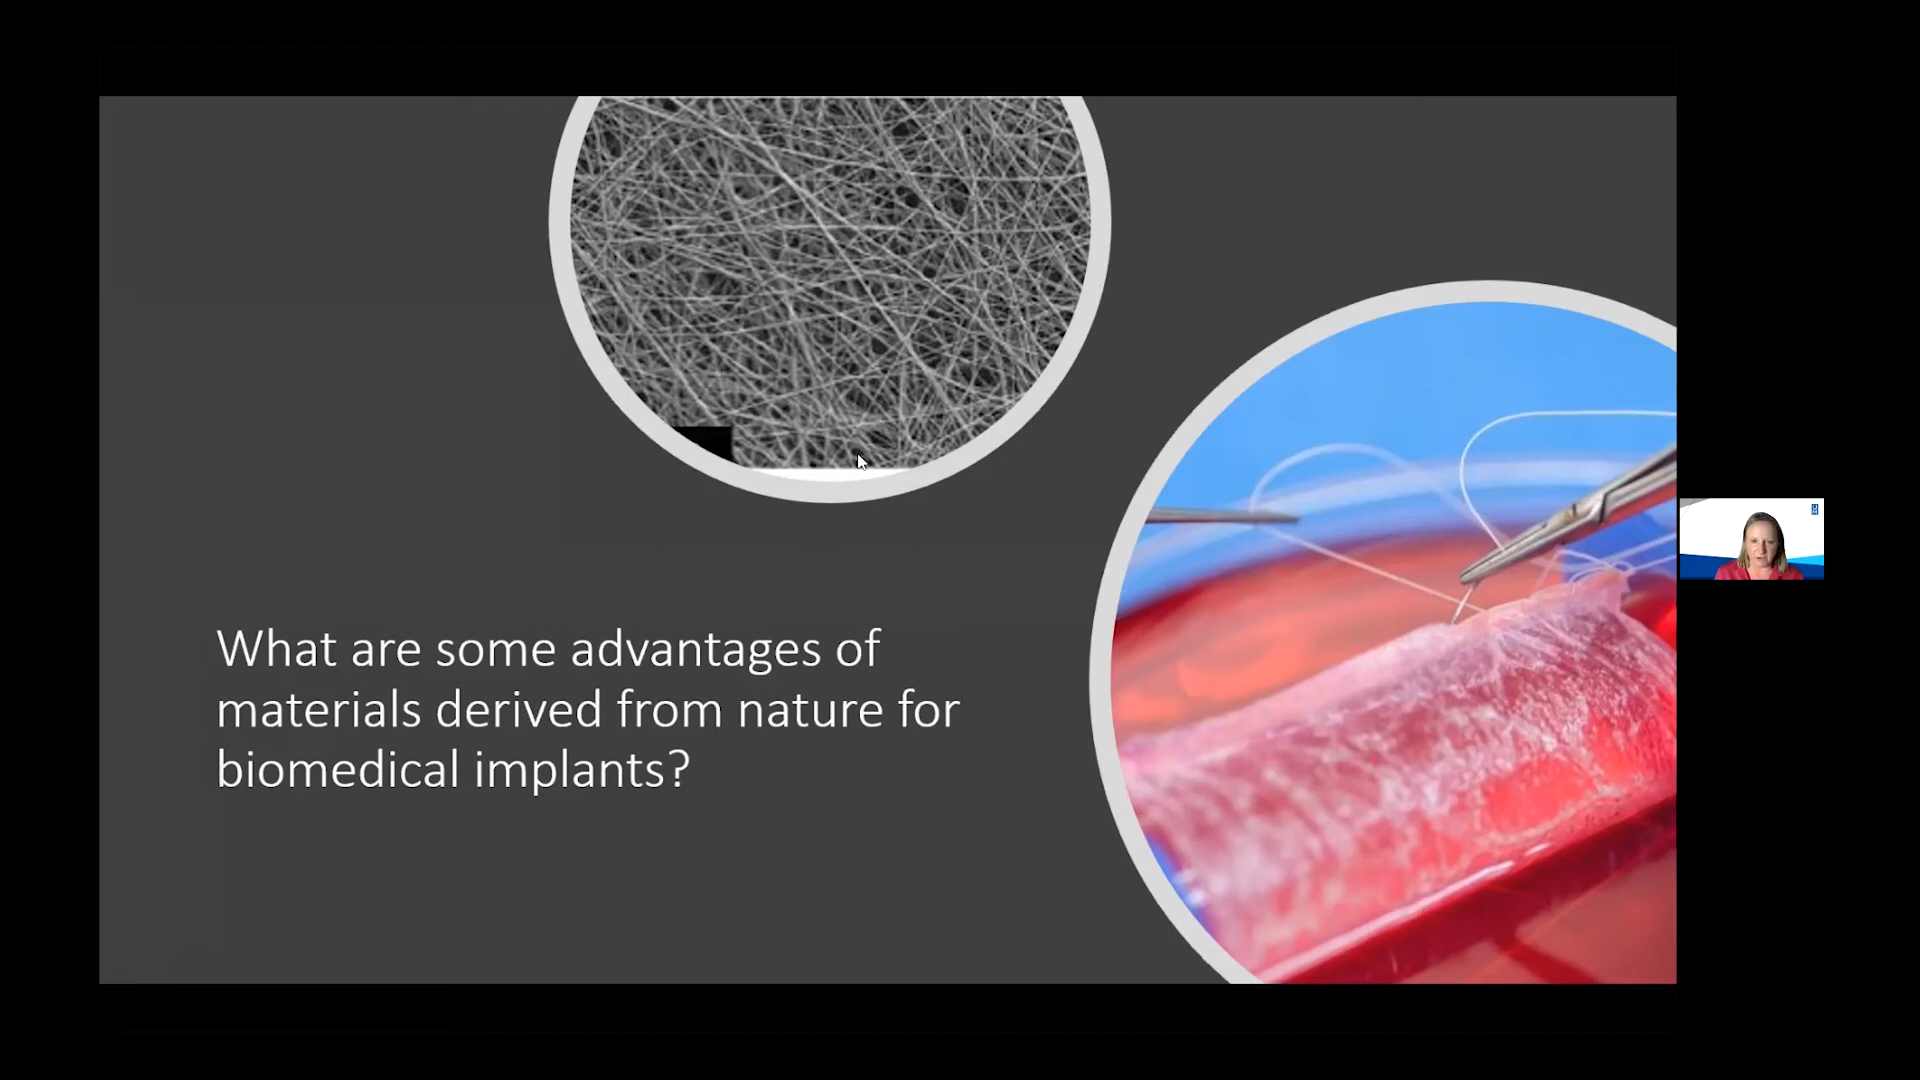 What are some advantages of
materials derived from nature for
biomedical implants?